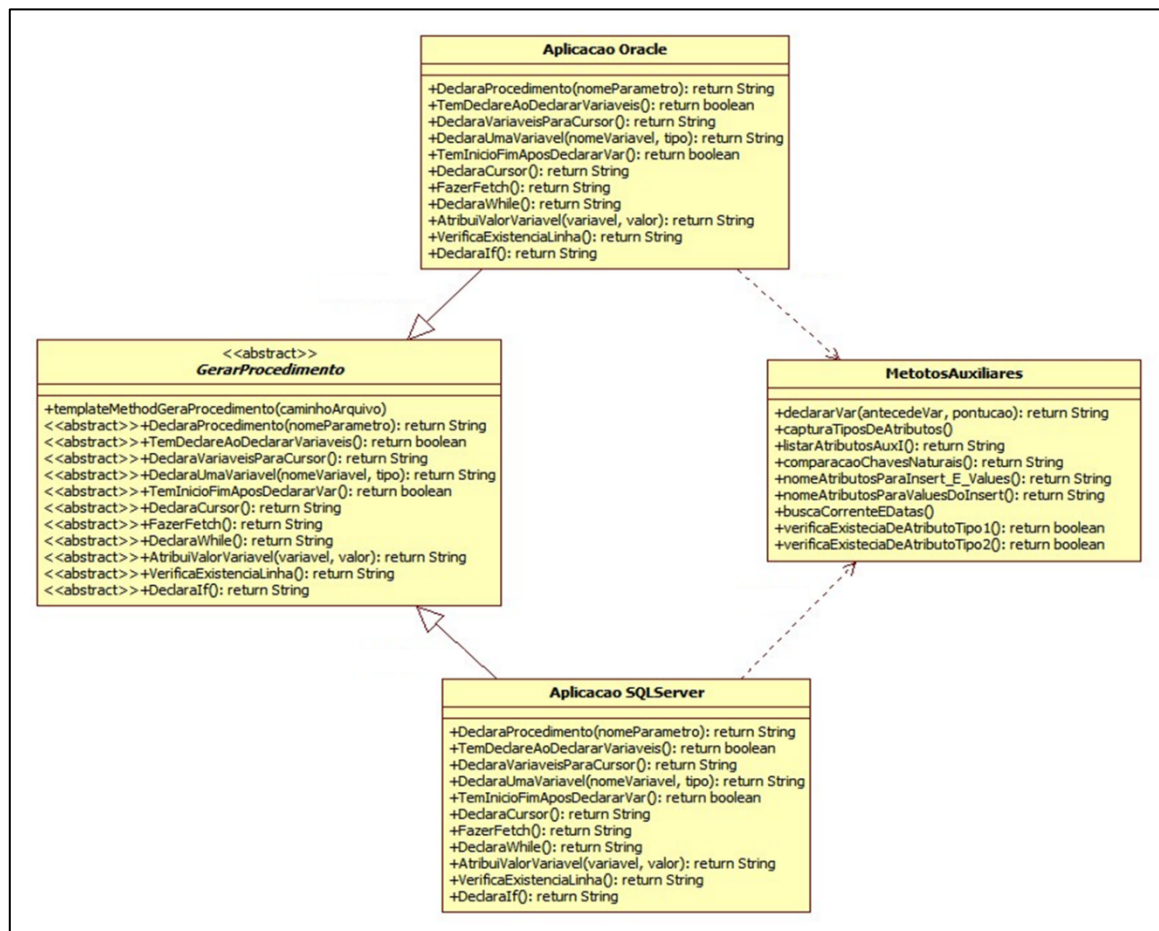 Aplicacao Oracle
+DeclaraProcedimento(nomeParametro): return String
+TemDeclareAoDeclararVariaveis(): return boolean
+DeclaraVariaveisParaCursor(): return String
+DeclaraUmaVariavel(nomeVariavel, tipo): return String
+TemInicioFimAposDeclararVar(): return boolean
+DeclaraCursor(): return String
+FazerFetch(): return String
+DeclaraWhile(): return String
+AtribuiValorVariavel(variavel, valor): return String
+VerificaExistenciaLinha(): return String
+DeclaraIf(): return String
<<abstract>>
GerarProcedimento
+templateMethodGeraProcedimento(caminhoArquivo)
<<abstract>>+DeclaraProcedimento(nomeParametro): return String
<<abstract>>+TemDeclareAoDeclararVariaveis(): return boolean
<<abstract>>+DeclaraVariaveisParaCursor(): return String
<<abstract>>+DeclaraUmaVariavel(nomeVariavel, tipo): return String
<<abstract>>+TemInicioFimAposDeclararVar(): return boolean
<<abstract>>+DeclaraCursor(): return String
<<abstract>>+FazerFetch(): return String
<<abstract>>+DeclaraWhile(): return String
<<abstract>>+AtribuiValorVariavel(variavel, valor): return String
<<abstract>>+VerificaExistenciaLinha(): return String
<<abstract>>+DeclaraIf(): return String
MetotosAuxiliares
+declararVar(antecedeVar, pontucao): return String
+capturaTiposDeAtributos()
+listarAtributosAuxI(): return String
+comparacaoChavesNaturais(): return String
+nomeAtributosParaInsert_E_Values(): return String
+nomeAtributosParaValuesDoInsert(): return String
+buscaCorrenteEDatas()
+verificaExisteciaDeAtributoTipo1(): return boolean
+verificaExisteciaDeAtributoTipo2(): return boolean
Aplicacao SQLServer
+DeclaraProcedimento(nomeParametro): return String
+TemDeclareAoDeclararVariaveis(): return boolean
+DeclaraVariaveisParaCursor(): return String
+DeclaraUmaVariavel(nomeVariavel, tipo): return String
+TemInicioFimAposDeclararVar(): return boolean
+DeclaraCursor(): return String
+FazerFetch(): return String
+DeclaraWhile(): return String
+AtribuiValorVariavel(variavel, valor): return String
+VerificaExistenciaLinha(): return String
+DeclaraIf(): return String